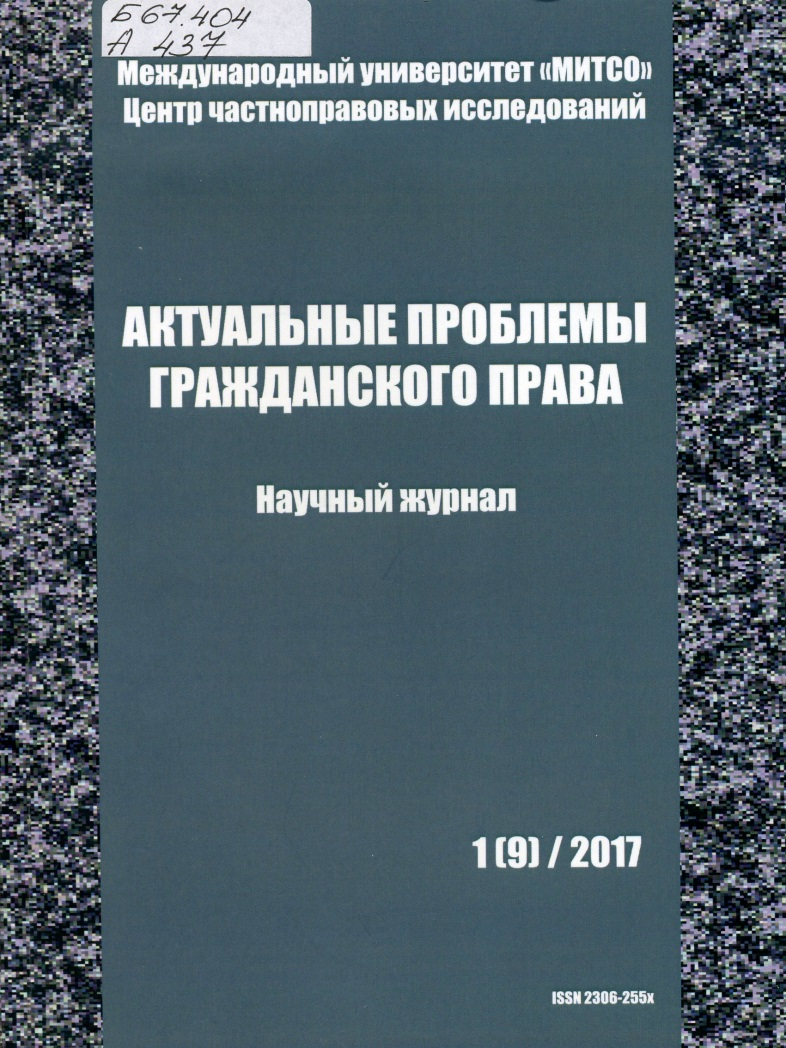 Б67.404
А 437
Международный университет «МИТСО»
Центр частноправовых исследований
АКТУАЛЬНЫЕ ПРОБЛЕМЫ
ГРАЖДАНСКОГО ПРАВА
Научный журнал
1 (9) / 2017
ISSN 2306-255x